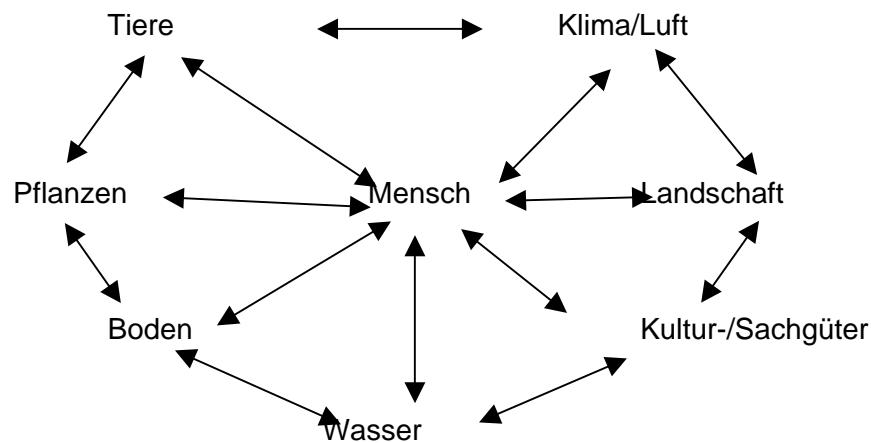 Tiere Klima/Luft
Pflanzen Mensch Landschaft
Boden Kultur-/Sachgüter
Wasser